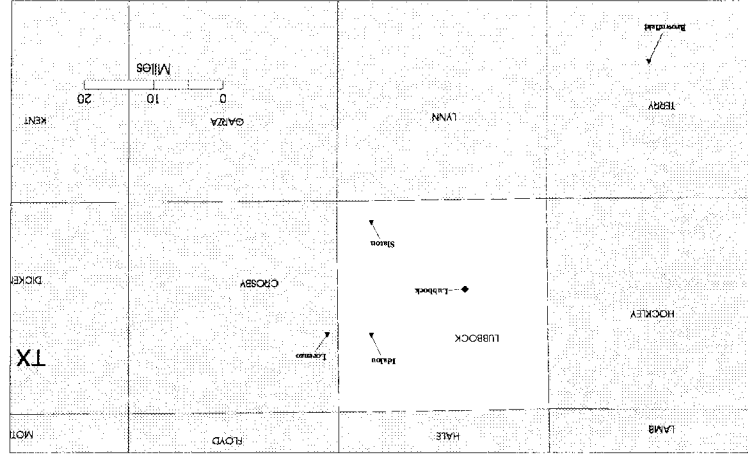 LAMB
HALE
FLOYD
MOT
TX
Idalou
Lorenzo
LUBBOCK
HOCKLEY
Lubbock
CROSBY
DICKEN
Slaton
LYNN
GARZA
KENT
TERRY
0 10 20
Miles
Brownfield